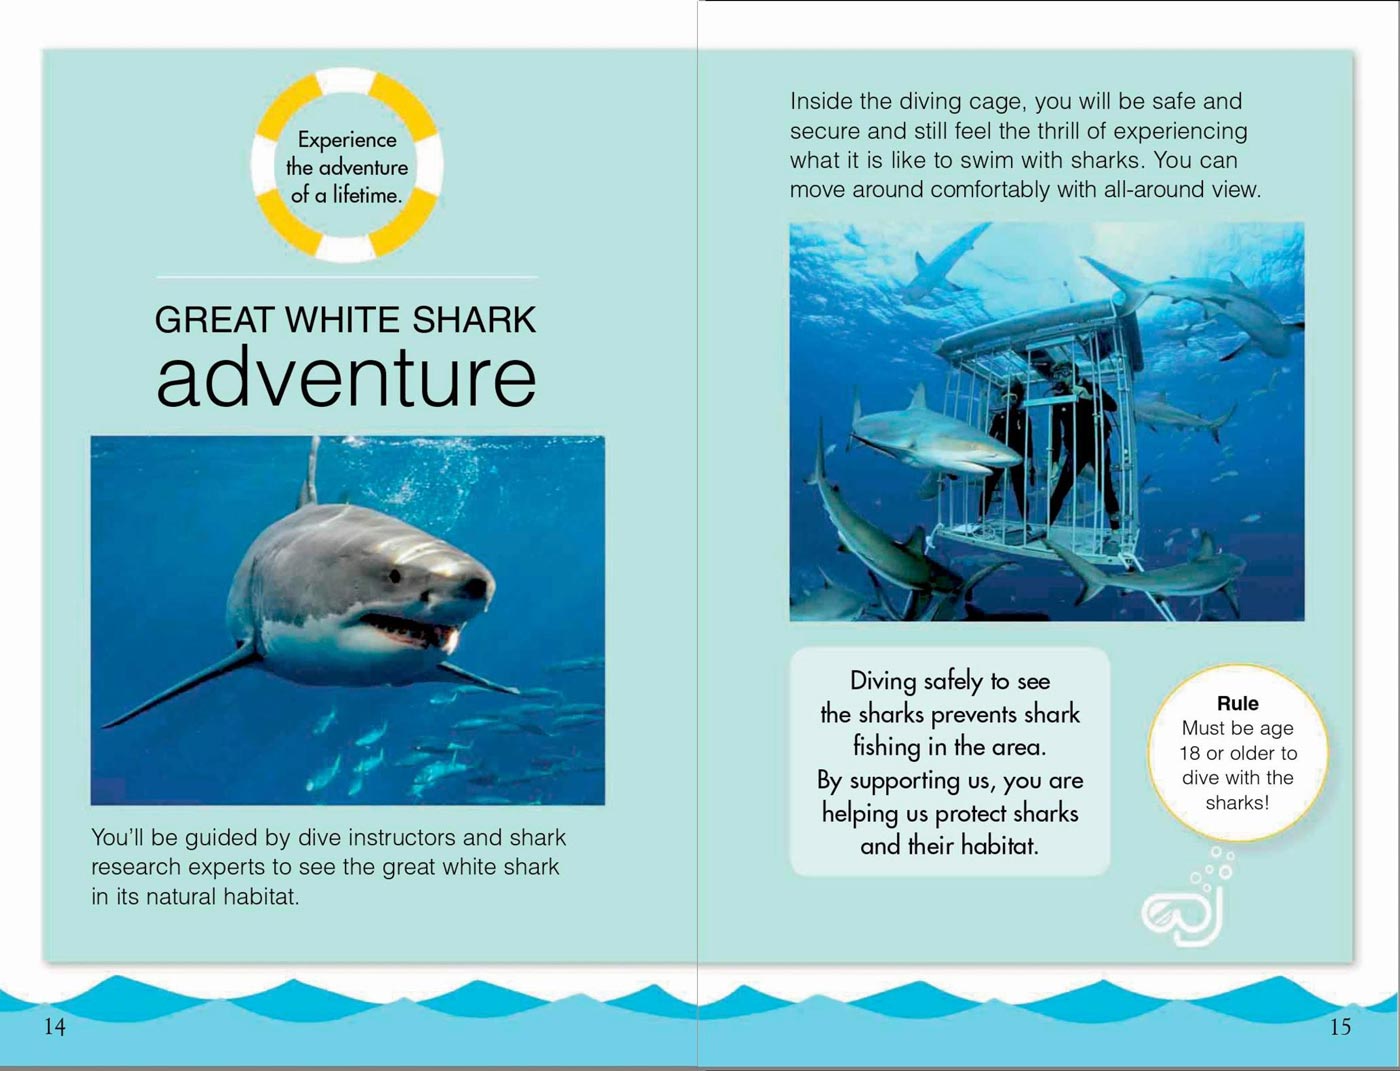 Experience
the adventure
of a lifetime.
GREAT WHITE SHARK
adventure
You'll be guided by dive instructors and shark
research experts to see the great white shark
in its natural habitat.
14
Inside the diving cage, you will be safe and
secure and still feel the thrill of experiencing
what it is like to swim with sharks. You can
move around comfortably with all-around view.
Diving safely to see
the sharks prevents shark
fishing in the area.
By supporting us, you are
helping us protect sharks
and their habitat.
Rule
Must be age
18 or older to
dive with the
sharks!
15